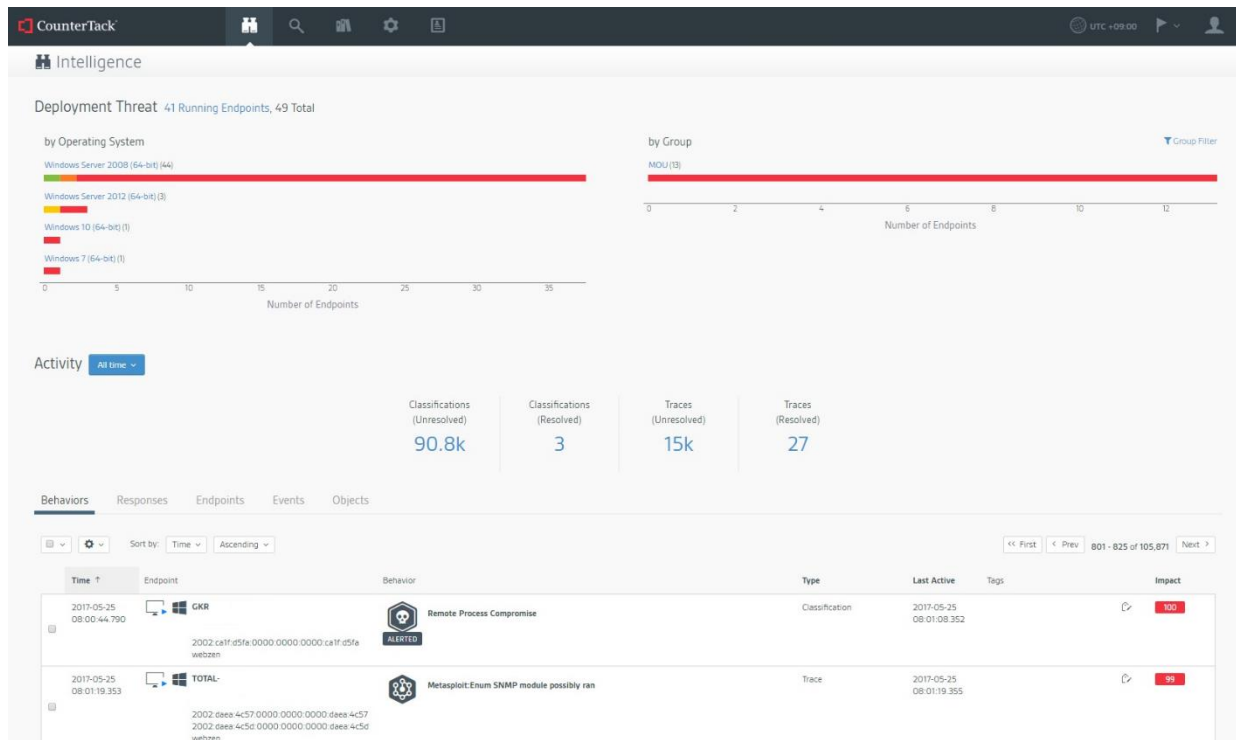 CounterTack
UTC +09:00
Intelligence
Deployment Threat 41 Running Endpoints, 49 Total
by Operating System
Windows Server 2008 (64-bit) (44)
Windows Server 2012 (64-bit) (3)
Windows 10 (64-bit) (1)
Windows 7 (64-bit) (1)
0 5 10 15 20 25 30 35
Number of Endpoints
by Group
Group Filter
MOU (13)
0 2 4 6 8 10 12
Number of Endpoints
Activity All time
Classifications
(Unresolved)
90.8k
Classifications
(Resolved)
3
Traces
(Unresolved)
15k
Traces
(Resolved)
27
Behaviors Responses Endpoints Events Objects
Sort by: Time Ascending
<< First < Prev 801 - 825 of 105,871 Next >
Time ↑ Endpoint Behavior Type Last Active Tags Impact
2017-05-25
08:00:44.790
GKR
2002:ca1f:d5fa:0000:0000:0000:ca1f:d5fa
webzen
ALERTED
Remote Process Compromise
Classification
2017-05-25
08:01:08.352
100
2017-05-25
08:01:19.353
TOTAL-
2002:daea:4c57:0000:0000:0000:daea:4c57
2002:daea:4c5d:0000:0000:0000:daea:4c5d
webzen
Metasploit:Enum SNMP module possibly ran
Trace
2017-05-25
08:01:19.355
99